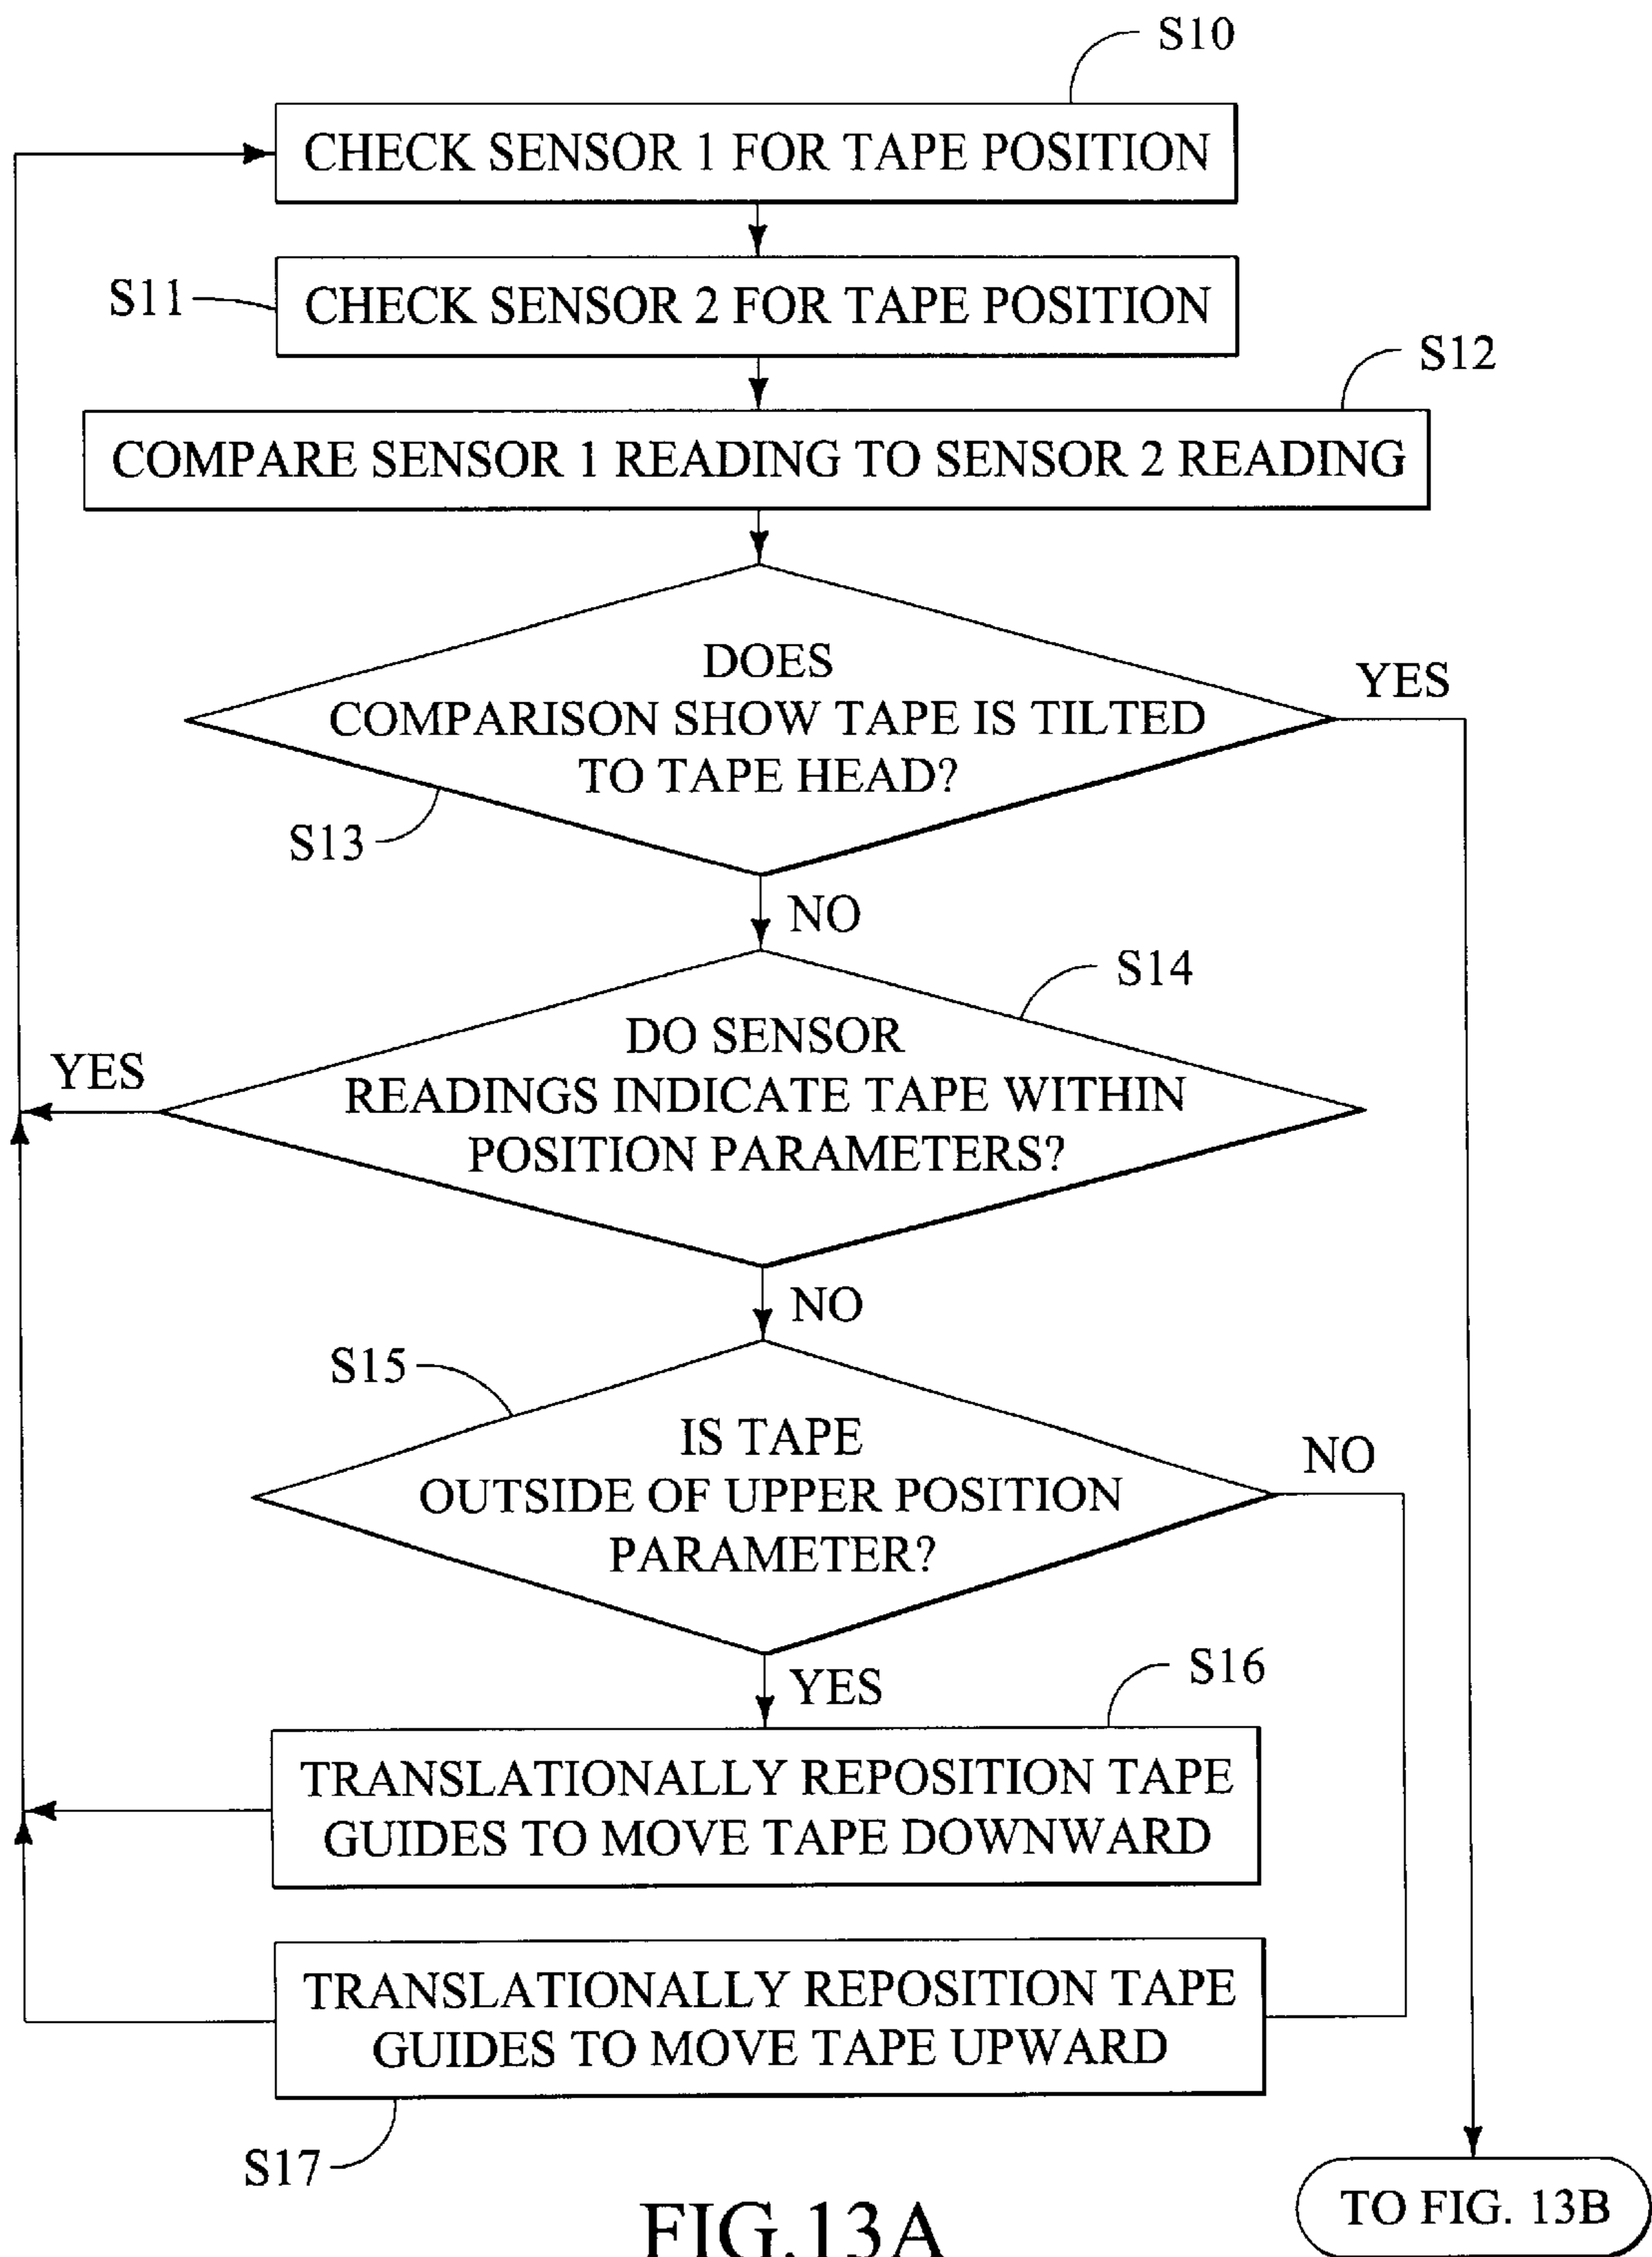 S10
CHECK SENSOR 1 FOR TAPE POSITION
S11
CHECK SENSOR 2 FOR TAPE POSITION
S12
COMPARE SENSOR 1 READING TO SENSOR 2 READING
DOES
COMPARISON SHOW TAPE IS TILTED
TO TAPE HEAD?
YES
S13
NO
S14
DO SENSOR
READINGS INDICATE TAPE WITHIN
POSITION PARAMETERS?
YES
NO
S15
IS TAPE
OUTSIDE OF UPPER POSITION
PARAMETER?
NO
YES
S16
TRANSLATIONALLY REPOSITION TAPE
GUIDES TO MOVE TAPE DOWNWARD
TRANSLATIONALLY REPOSITION TAPE
GUIDES TO MOVE TAPE UPWARD
S17
TO FIG. 13B
FIG.13A